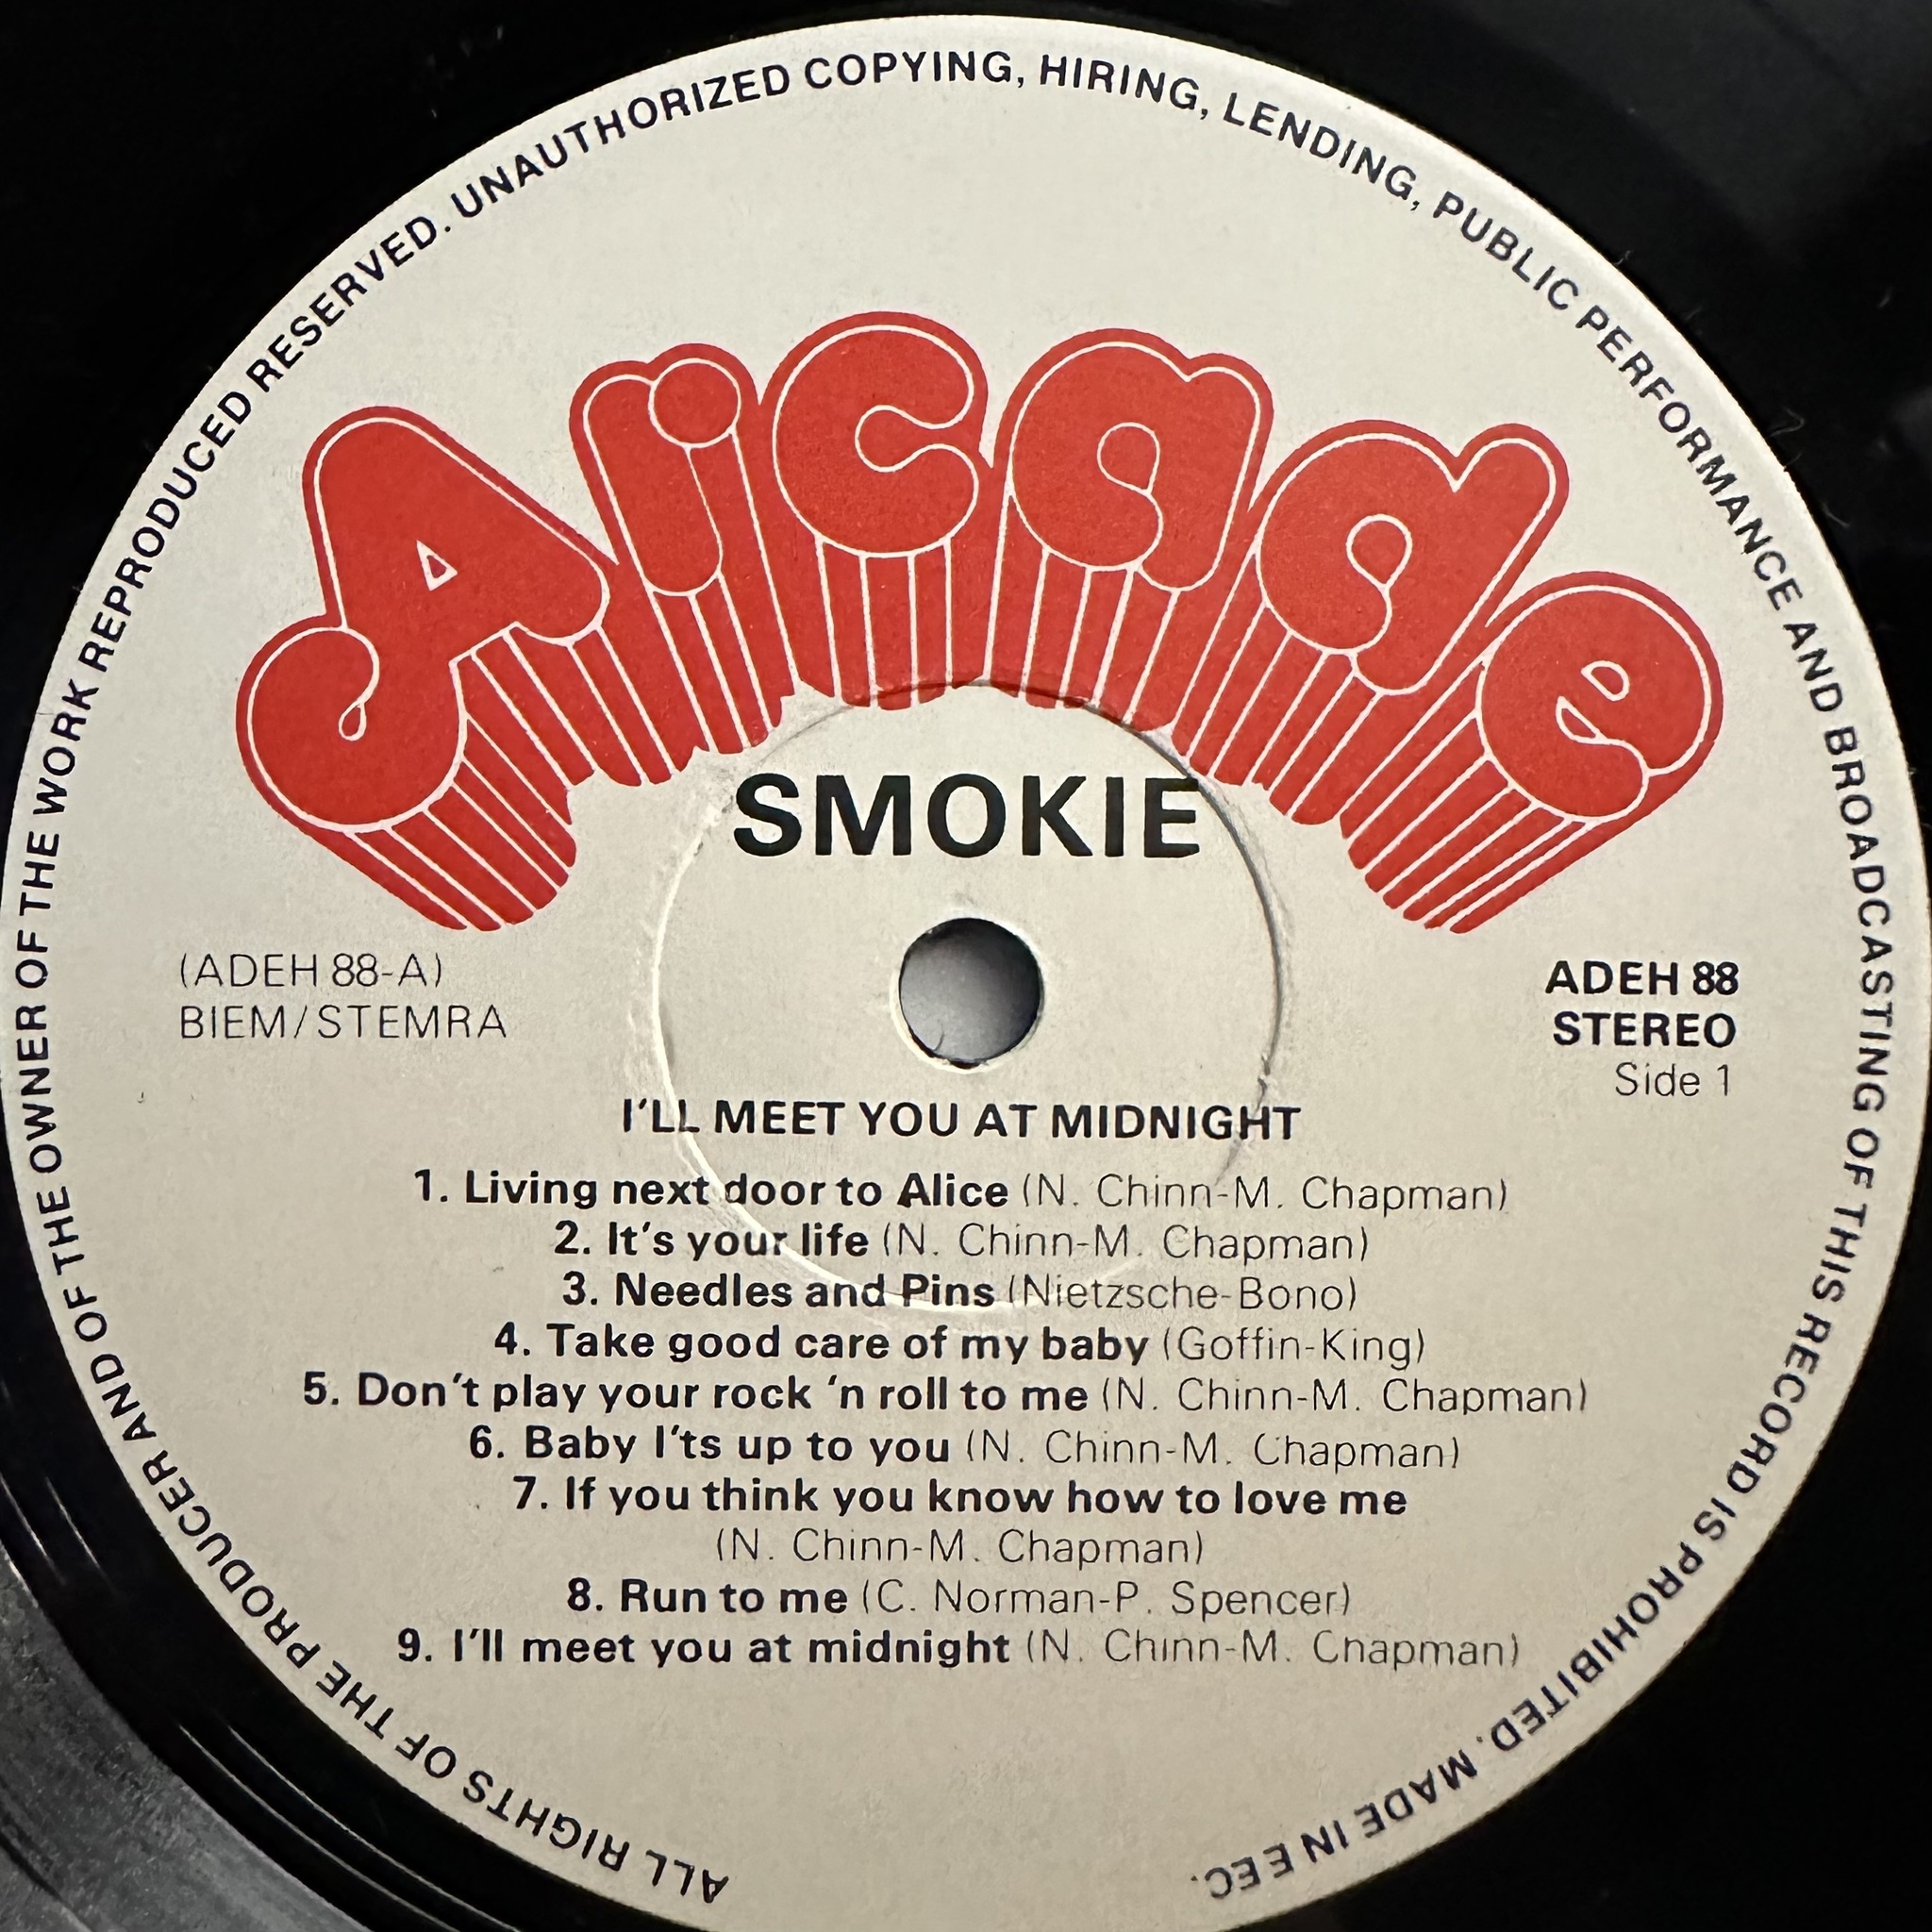 ALL RIGHTS OF THE PRODUCER AND OF THE OWNER OF THE WORK REPRODUCED RESERVED. UNAUTHORIZED COPYING, HIRING, LENDING, PUBLIC PERFORMANCE AND BROADCASTING OF THIS RECORD IS PROHIBITED. MADE IN EEC.
Aricade
SMOKIE
(ADEH 88-A)
BIEM/STEMRA
ADEH 88
STEREO
Side 1
I'LL MEET YOU AT MIDNIGHT
1. Living next door to Alice (N. Chinn-M. Chapman)
2. It's your life (N. Chinn-M. Chapman)
3. Needles and Pins (Nietzsche-Bono)
4. Take good care of my baby (Goffin-King)
5. Don't play your rock 'n roll to me (N. Chinn-M. Chapman)
6. Baby I'ts up to you (N. Chinn-M. Chapman)
7. If you think you know how to love me
(N. Chinn-M. Chapman)
8. Run to me (C. Norman-P. Spencer)
9. I'll meet you at midnight (N. Chinn-M. Chapman)